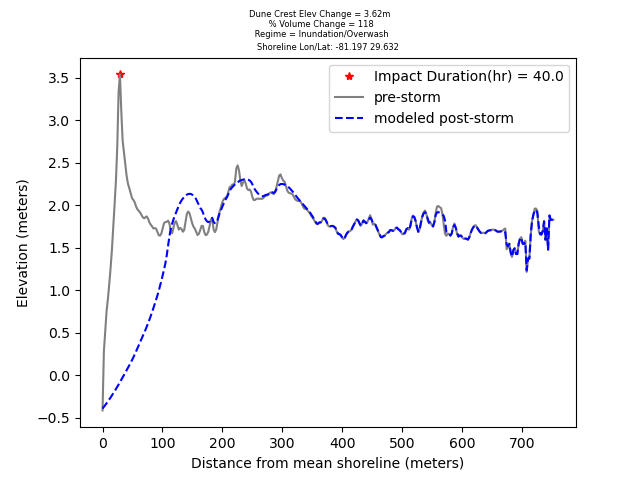 Dune Crest Elev Change = 3.62m
% Volume Change = 118
Regime = Inundation/Overwash
Shoreline Lon/Lat: -81.197 29.632
Impact Duration(hr) = 40.0
pre-storm
modeled post-storm
Elevation (meters)
3.5
3.0
2.5
2.0
1.5
1.0
0.5
0.0
−0.5
0 100 200 300 400 500 600 700
Distance from mean shoreline (meters)